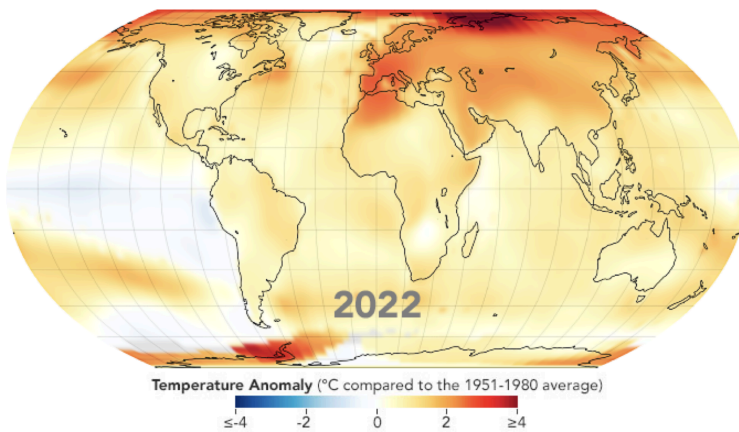 2022
Temperature Anomaly (°C compared to the 1951-1980 average)
≤-4 -2 0 2 ≥4